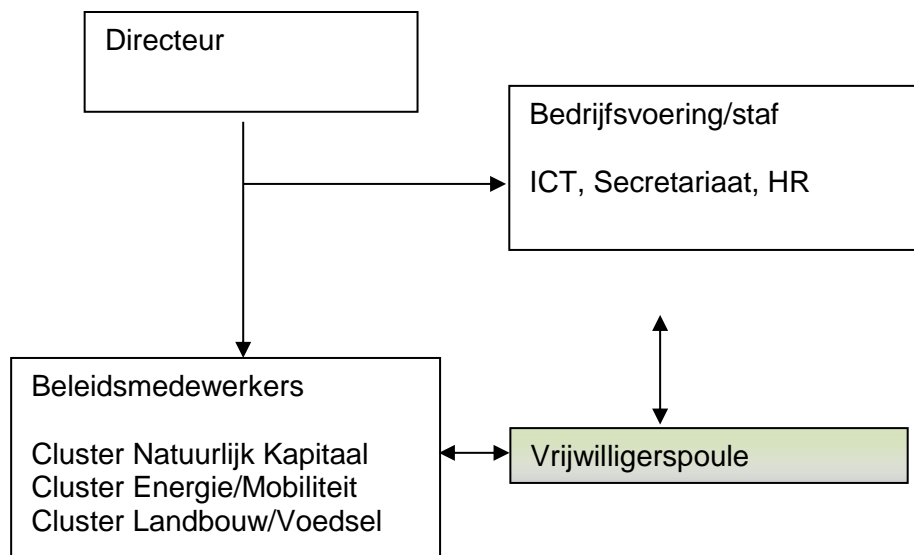 Directeur
Bedrijfsvoering/staf
ICT, Secretariaat, HR
Beleidsmedewerkers
Cluster Natuurlijk Kapitaal
Cluster Energie/Mobiliteit
Cluster Landbouw/Voedsel
Vrijwilligerspoule